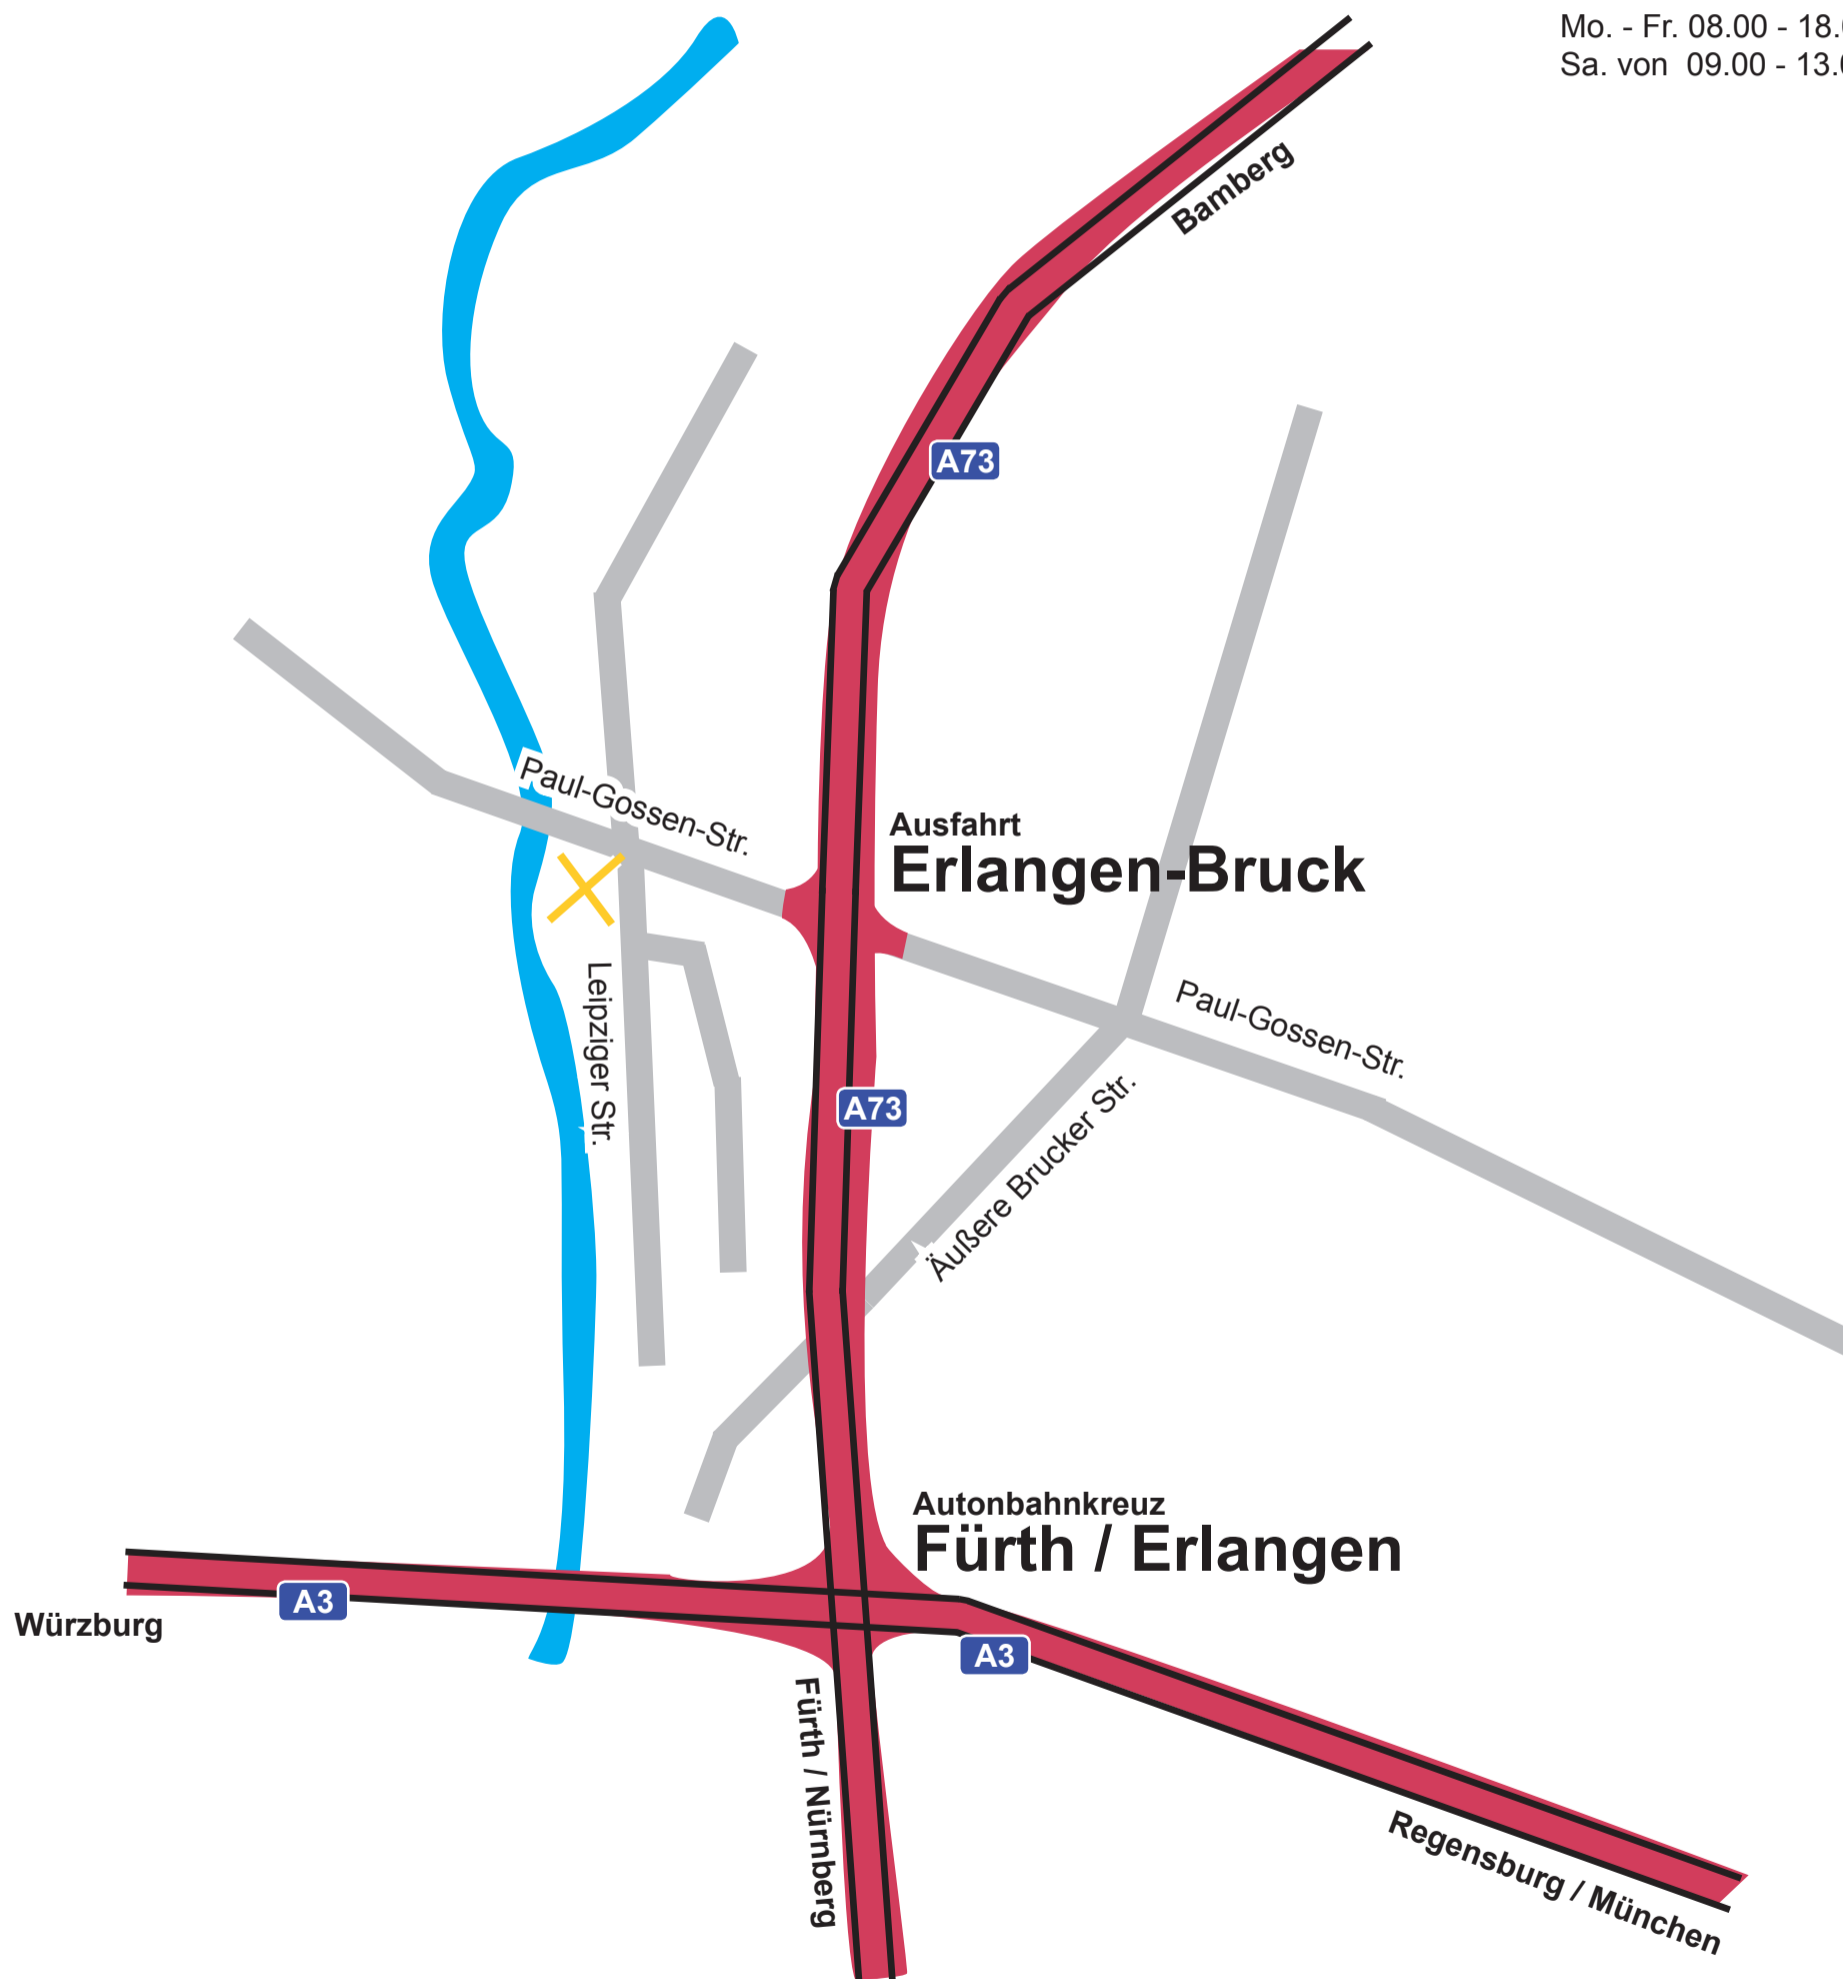 Mo. - Fr. 08.00 - 18.
Sa. von 09.00 - 13.
Bamberg
A73
Paul-Gossen-Str.
Ausfahrt
Erlangen-Bruck
Leipziger Str.
Paul-Gossen-Str.
A73
Äußere Brucker Str.
Autonbahnkreuz
Fürth / Erlangen
A3
Würzburg
A3
Fürth / Nürnberg
Regensburg / München